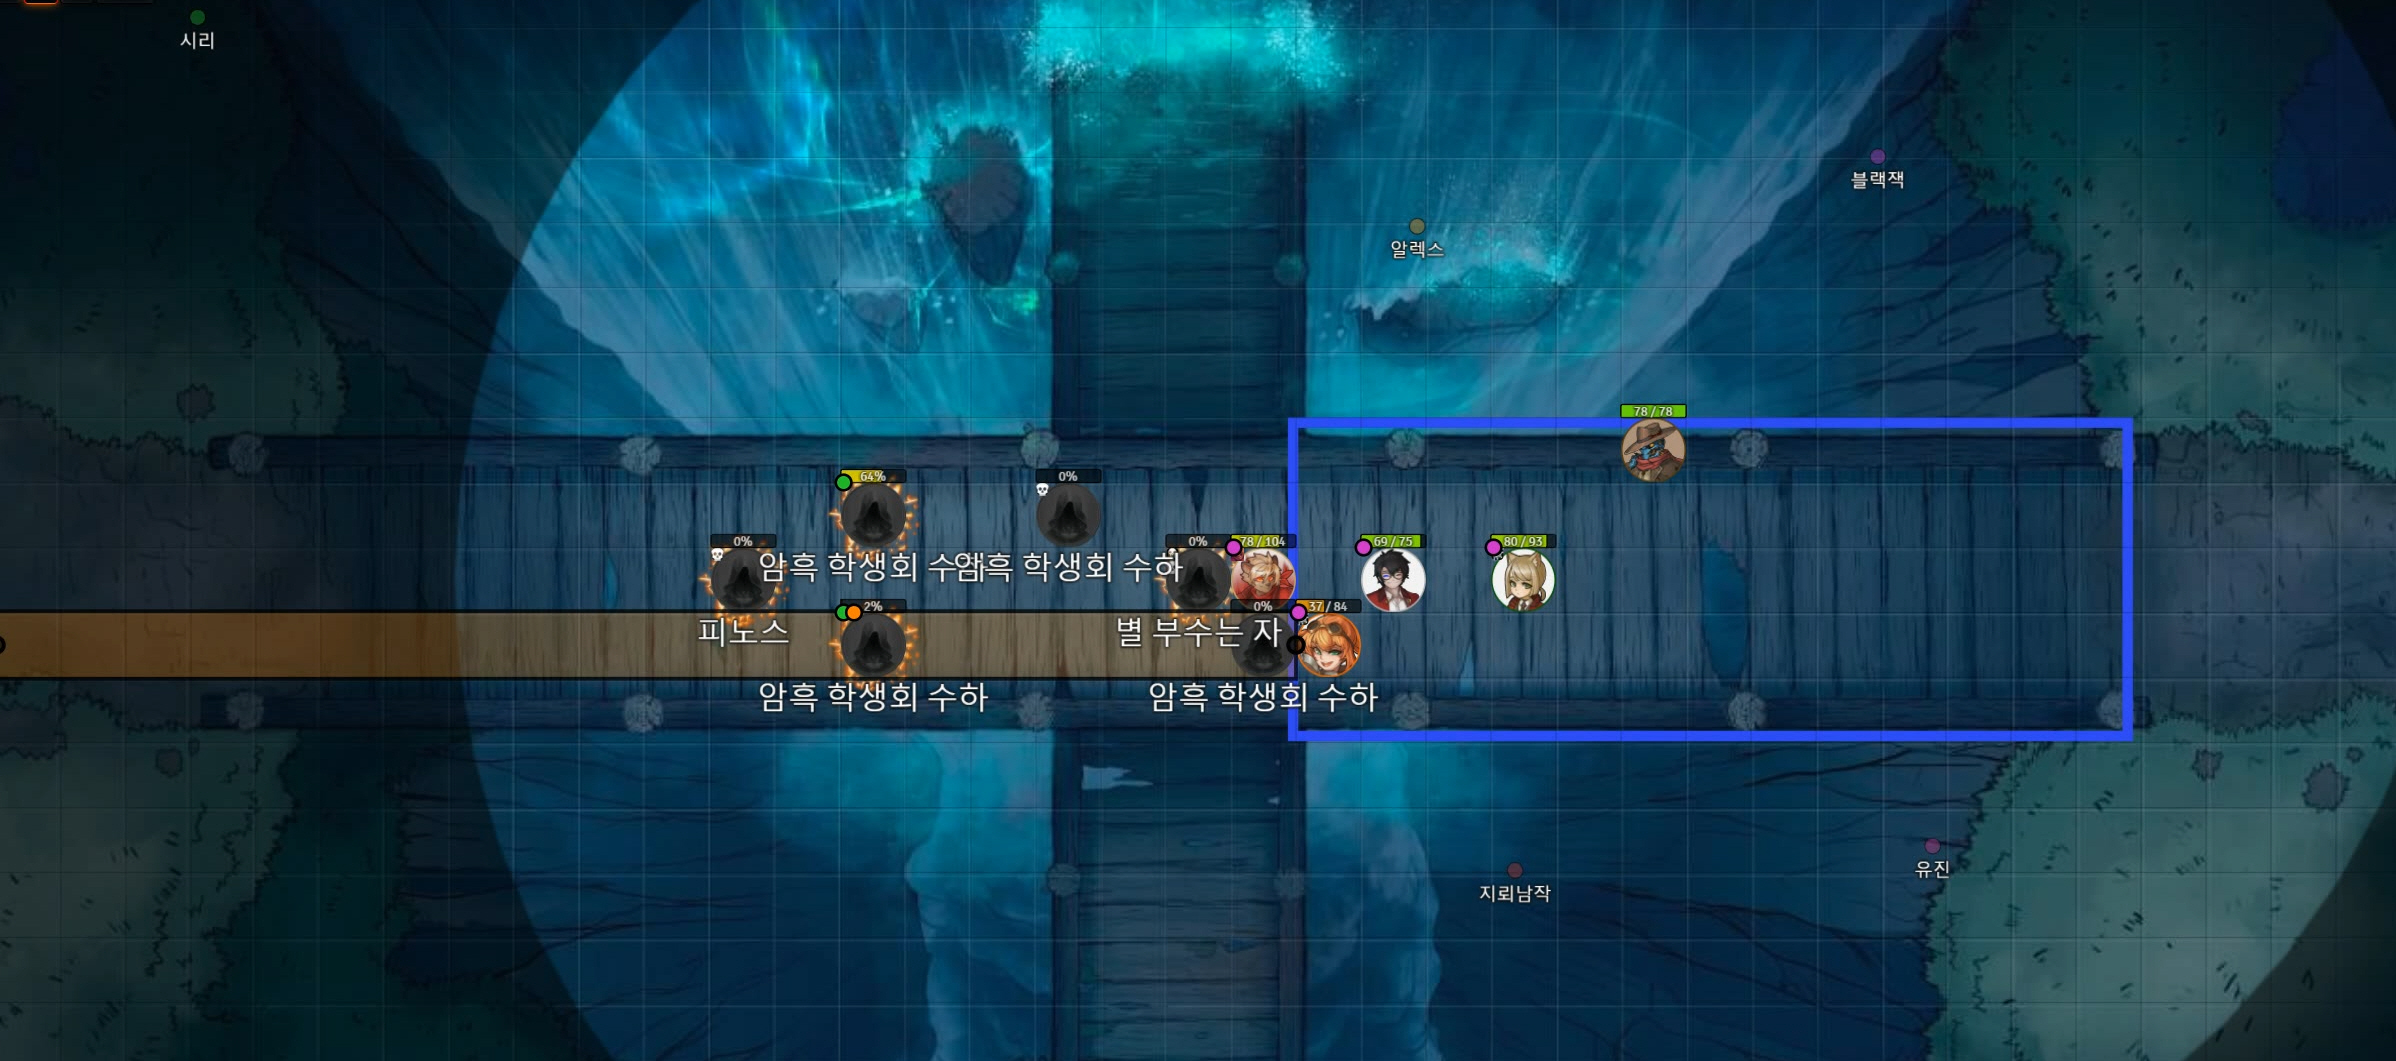 시리
블랙잭
알렉스
78 / 78
64%
0%
암흑 학생회 수하
암흑 학생회 수하
0%
0%
78 / 104
69 / 75
80 / 93
피노스
별 부수는 자
2%
0%
37 / 84
암흑 학생회 수하
암흑 학생회 수하
유진
지뢰남작